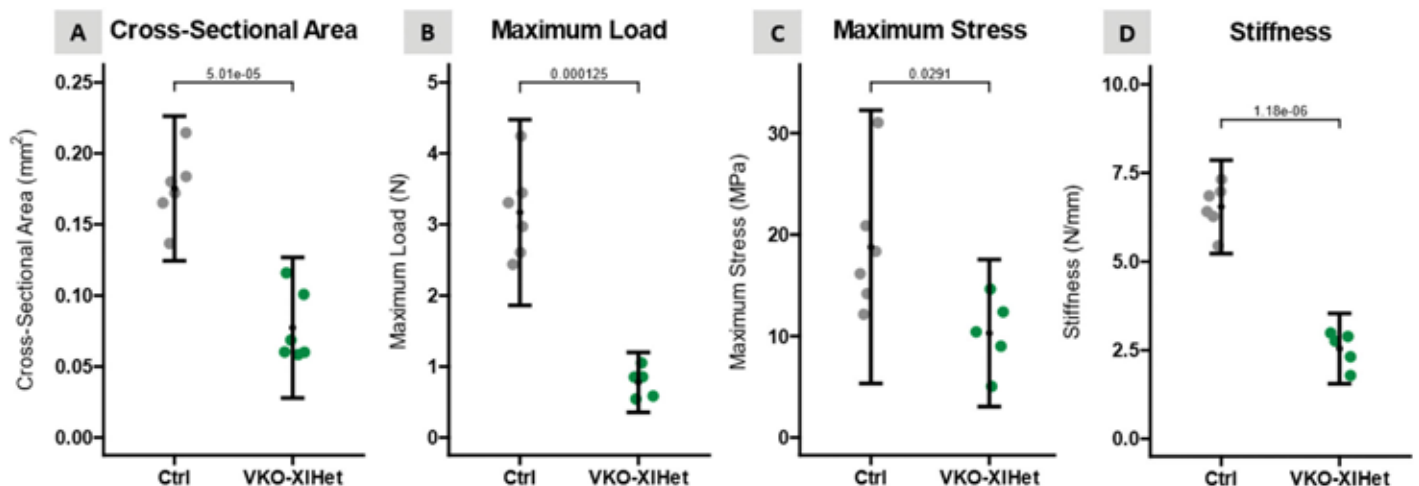 A Cross-Sectional Area
Cross-Sectional Area (mm²)
0.25
0.20
0.15
0.10
0.05
0.00
5.01e-05
Ctrl VKO-XIHet
B Maximum Load
Maximum Load (N)
5
4
3
2
1
0
0.000125
Ctrl VKO-XIHet
C Maximum Stress
Maximum Stress (MPa)
30
20
10
0
0.0291
Ctrl VKO-XIHet
D Stiffness
Stiffness (N/mm)
10.0
7.5
5.0
2.5
0.0
1.18e-06
Ctrl VKO-XIHet